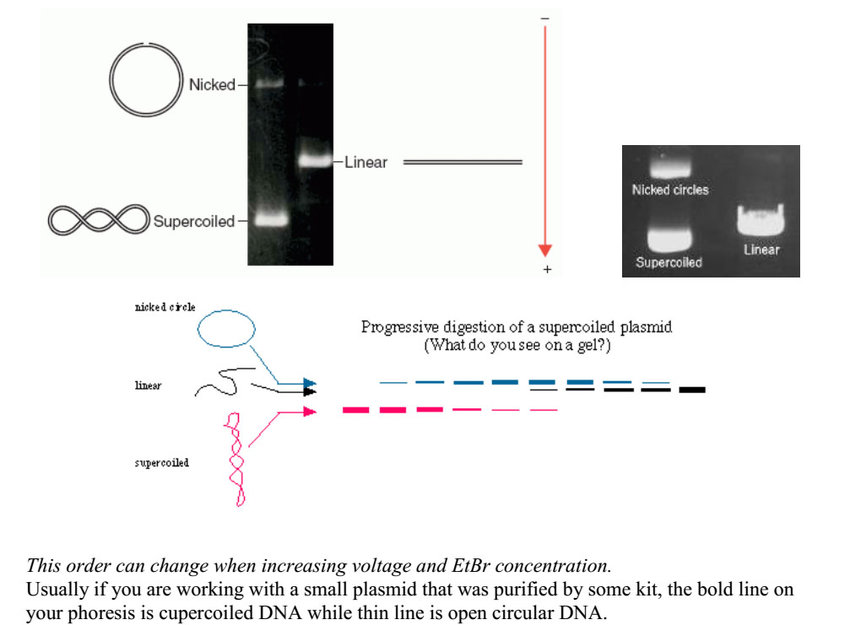 −
Nicked
Linear
Supercoiled
+
Nicked circles
Supercoiled
Linear
nicked circle
linear
supercoiled
Progressive digestion of a supercoiled plasmid
(What do you see on a gel?)
This order can change when increasing voltage and EtBr concentration.
Usually if you are working with a small plasmid that was purified by some kit, the bold line on
your phoresis is cupercoiled DNA while thin line is open circular DNA.